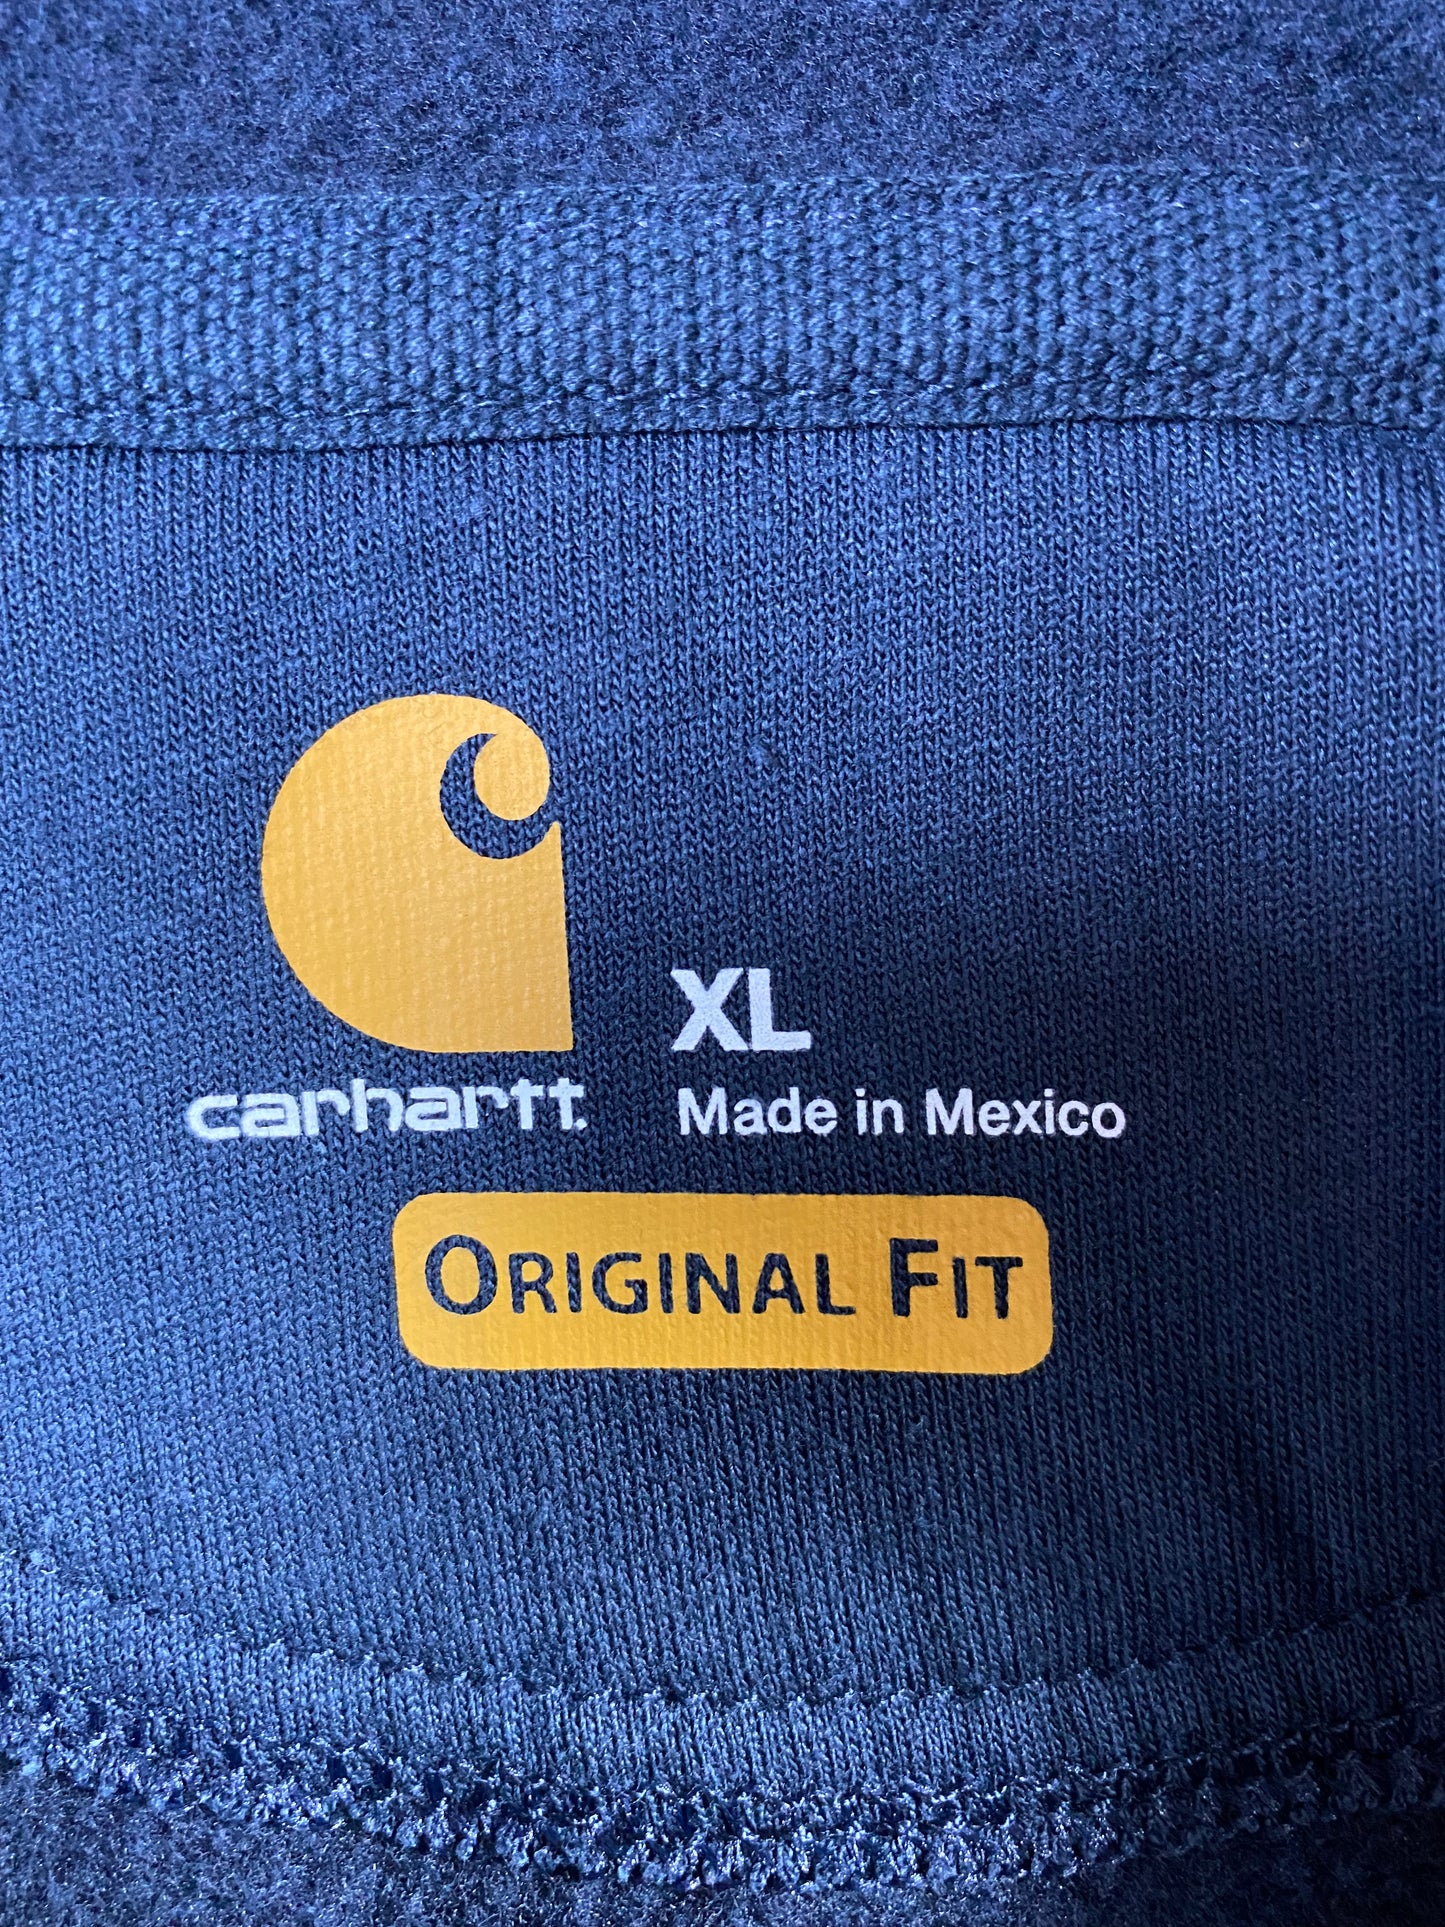 XL
carhartt.
Made in Mexico
ORIGINAL FIT